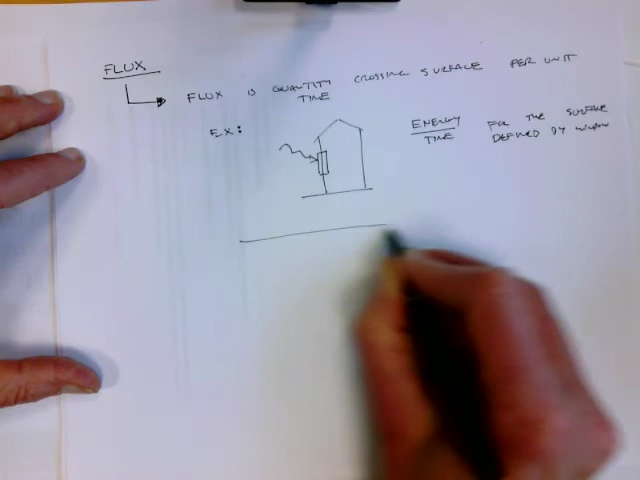 FLUX
FLUX IS QUANTITY CROSSING SURFACE PER UNIT
TIME
EX: ENERGY FOR THE SURFACE
TIME DEFINED BY WINDOW